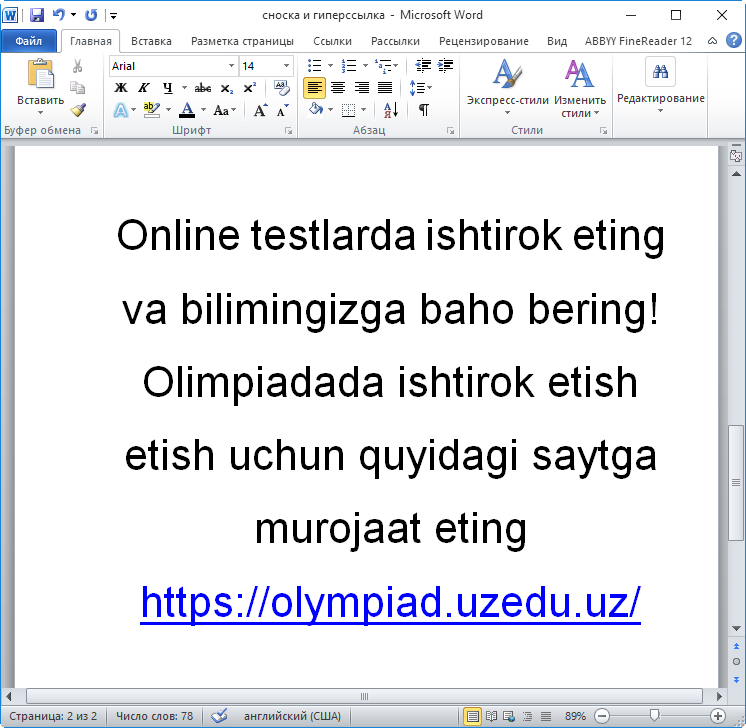 сноска и гиперссылка - Microsoft Word
Файл Главная Вставка Разметка страницы Ссылки Рассылки Рецензирование Вид ABBYY FineReader 12
Arial 14
Ж К Ч abc x₂ x²
A ab A Aa A A
Вставить
Экспресс-стили Изменить стили Редактирование
Буфер обмена Шрифт Абзац Стили
Online testlarda ishtirok eting
va bilimingizga baho bering!
Olimpiadada ishtirok etish
etish uchun quyidagi saytga
murojaat eting
https://olympiad.uzedu.uz/
Страница: 2 из 2 Число слов: 78 английский (США) 89%